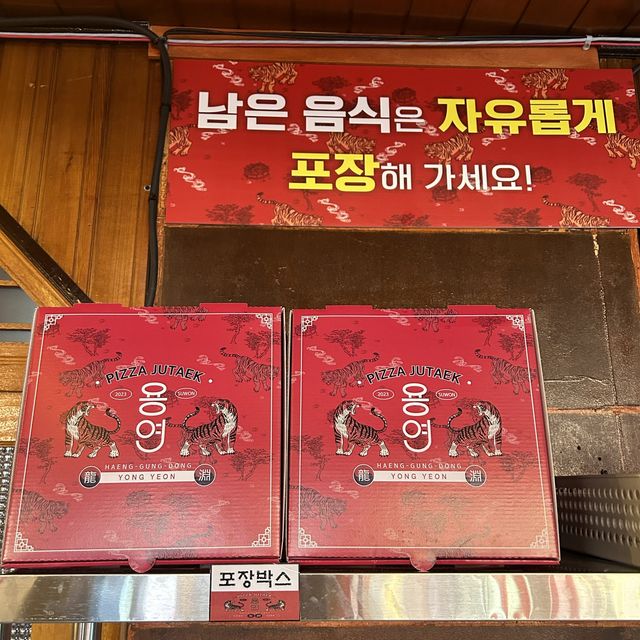 남은 음식은 자유롭게
포장해 가세요!
PIZZA JUTAEK
2023
용연
SUWON
HAENG-GUNG-DONG
龍 YONG YEON 淵
PIZZA JUTAEK
2023
용연
SUWON
HAENG-GUNG-DONG
龍 YONG YEON 淵
포장박스
용연